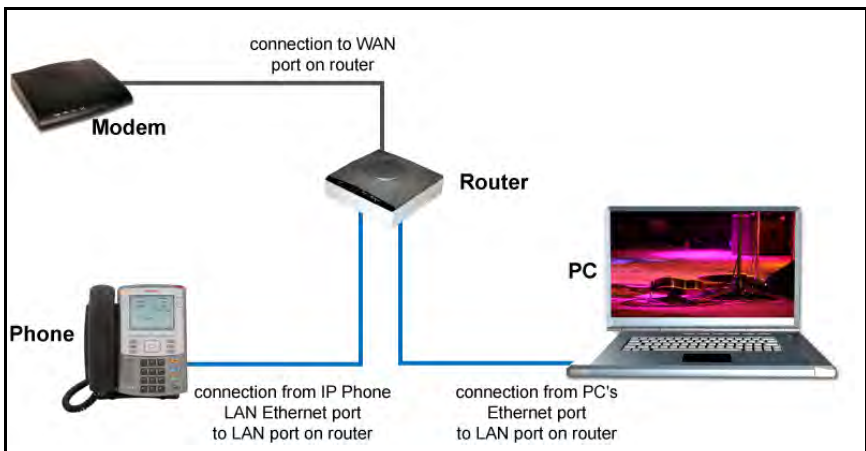 connection to WAN
port on router
Modem
Router
PC
Phone
connection from IP Phone
LAN Ethernet port
to LAN port on router
connection from PC's
Ethernet port
to LAN port on router